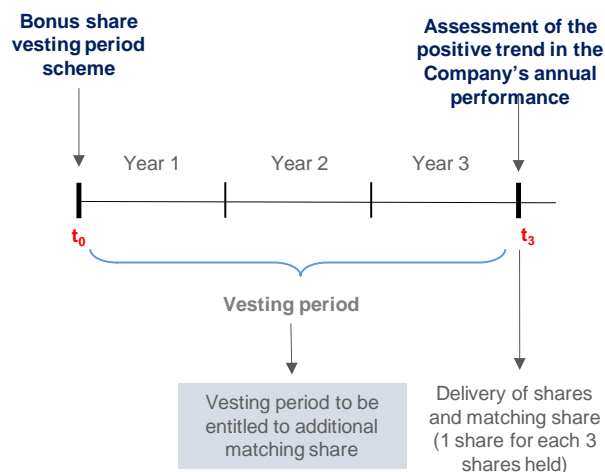 Bonus share
vesting period
scheme
Assessment of the
positive trend in the
Company's annual
performance
Year 1
Year 2
Year 3
t0
t3
Vesting period
Vesting period to be
entitled to additional
matching share
Delivery of shares
and matching share
(1 share for each 3
shares held)